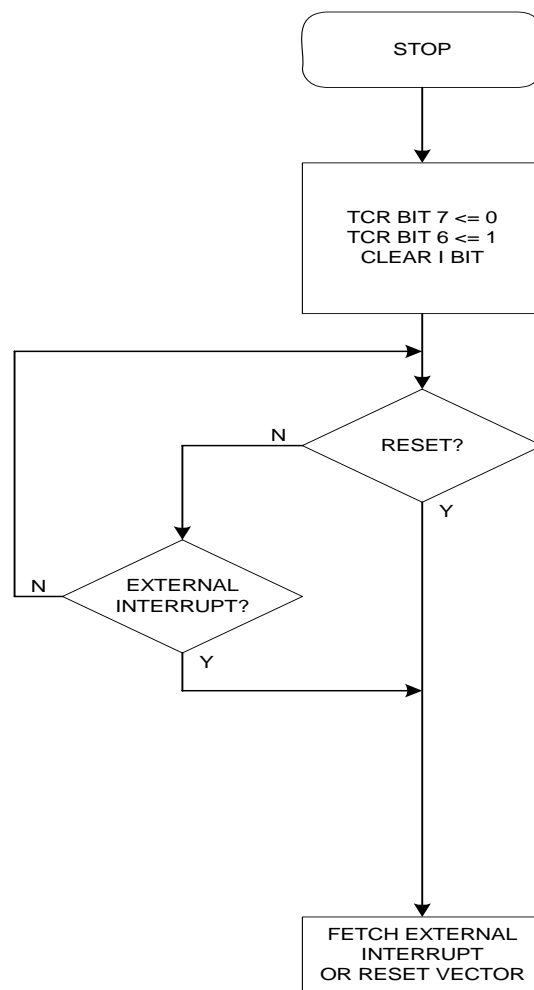 STOP
TCR BIT 7 <= 0
TCR BIT 6 <= 1
CLEAR I BIT
N
RESET?
Y
N
EXTERNAL
INTERRUPT?
Y
FETCH EXTERNAL
INTERRUPT
OR RESET VECTOR